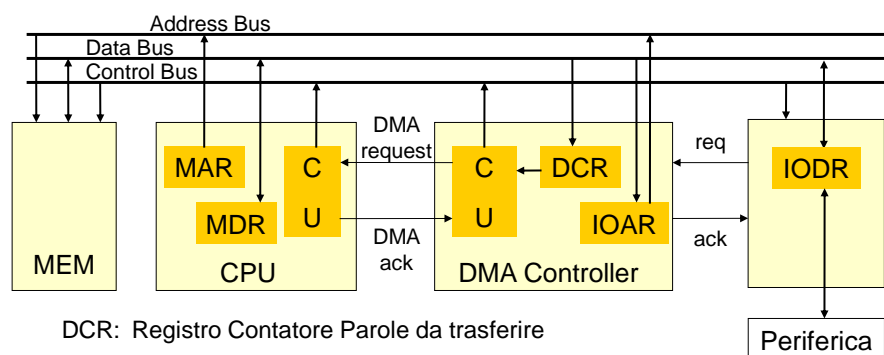 Address Bus
Data Bus
Control Bus
MEM
MAR
MDR
C
U
CPU
DMA
request
DMA
ack
C
U
DCR
IOAR
DMA Controller
req
ack
IODR
Periferica
DCR: Registro Contatore Parole da trasferire